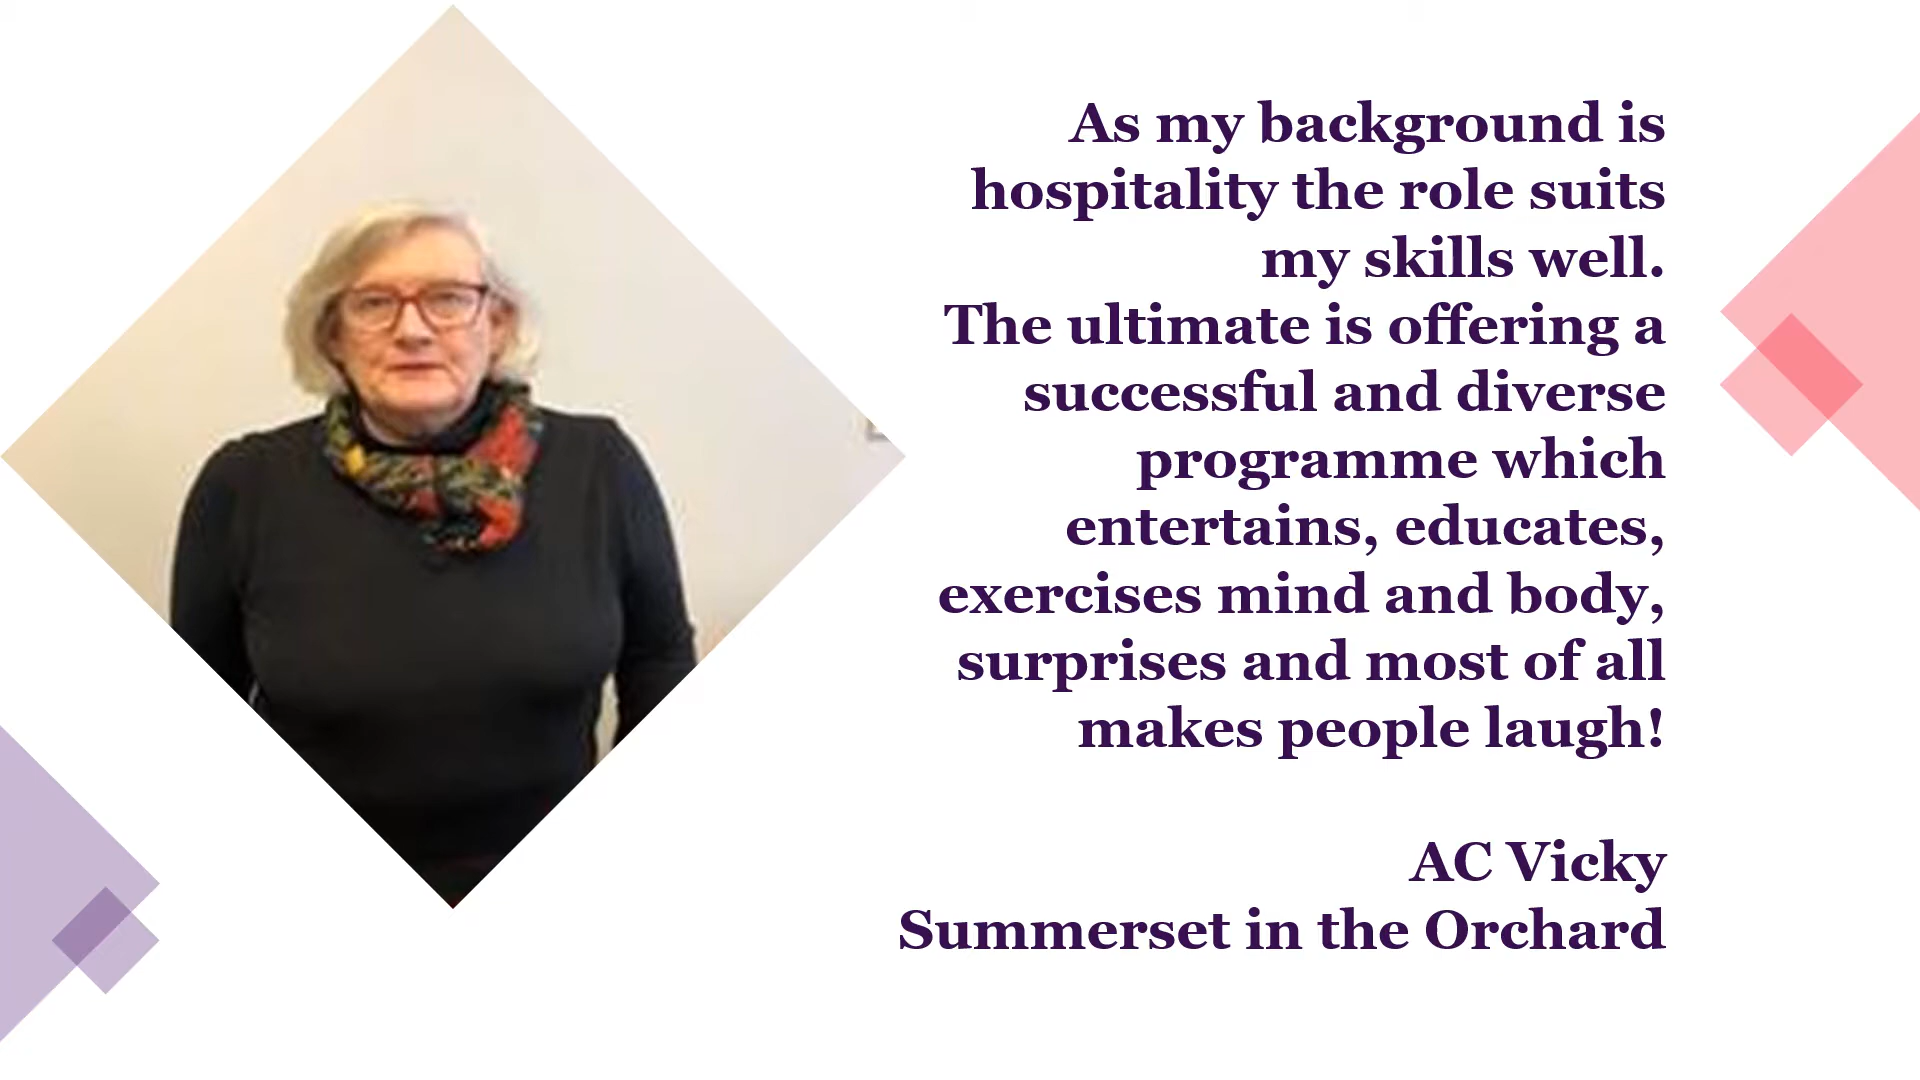 As my background is
hospitality the role suits
my skills well.
The ultimate is offering a
successful and diverse
programme which
entertains, educates,
exercises mind and body,
surprises and most of all
makes people laugh!
AC Vicky
Summerset in the Orchard